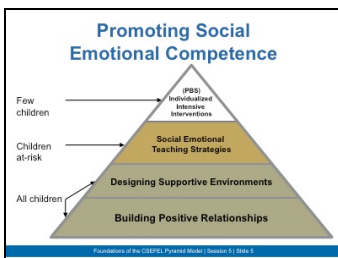 Promoting Social
Emotional Competence
(PBS)
Individualized
Intensive
Interventions
Few
children
Social Emotional
Teaching Strategies
Children
at-risk
Designing Supportive Environments
All children
Building Positive Relationships
Foundations of the CSEFEL Pyramid Model | Session 5 | Slide 5